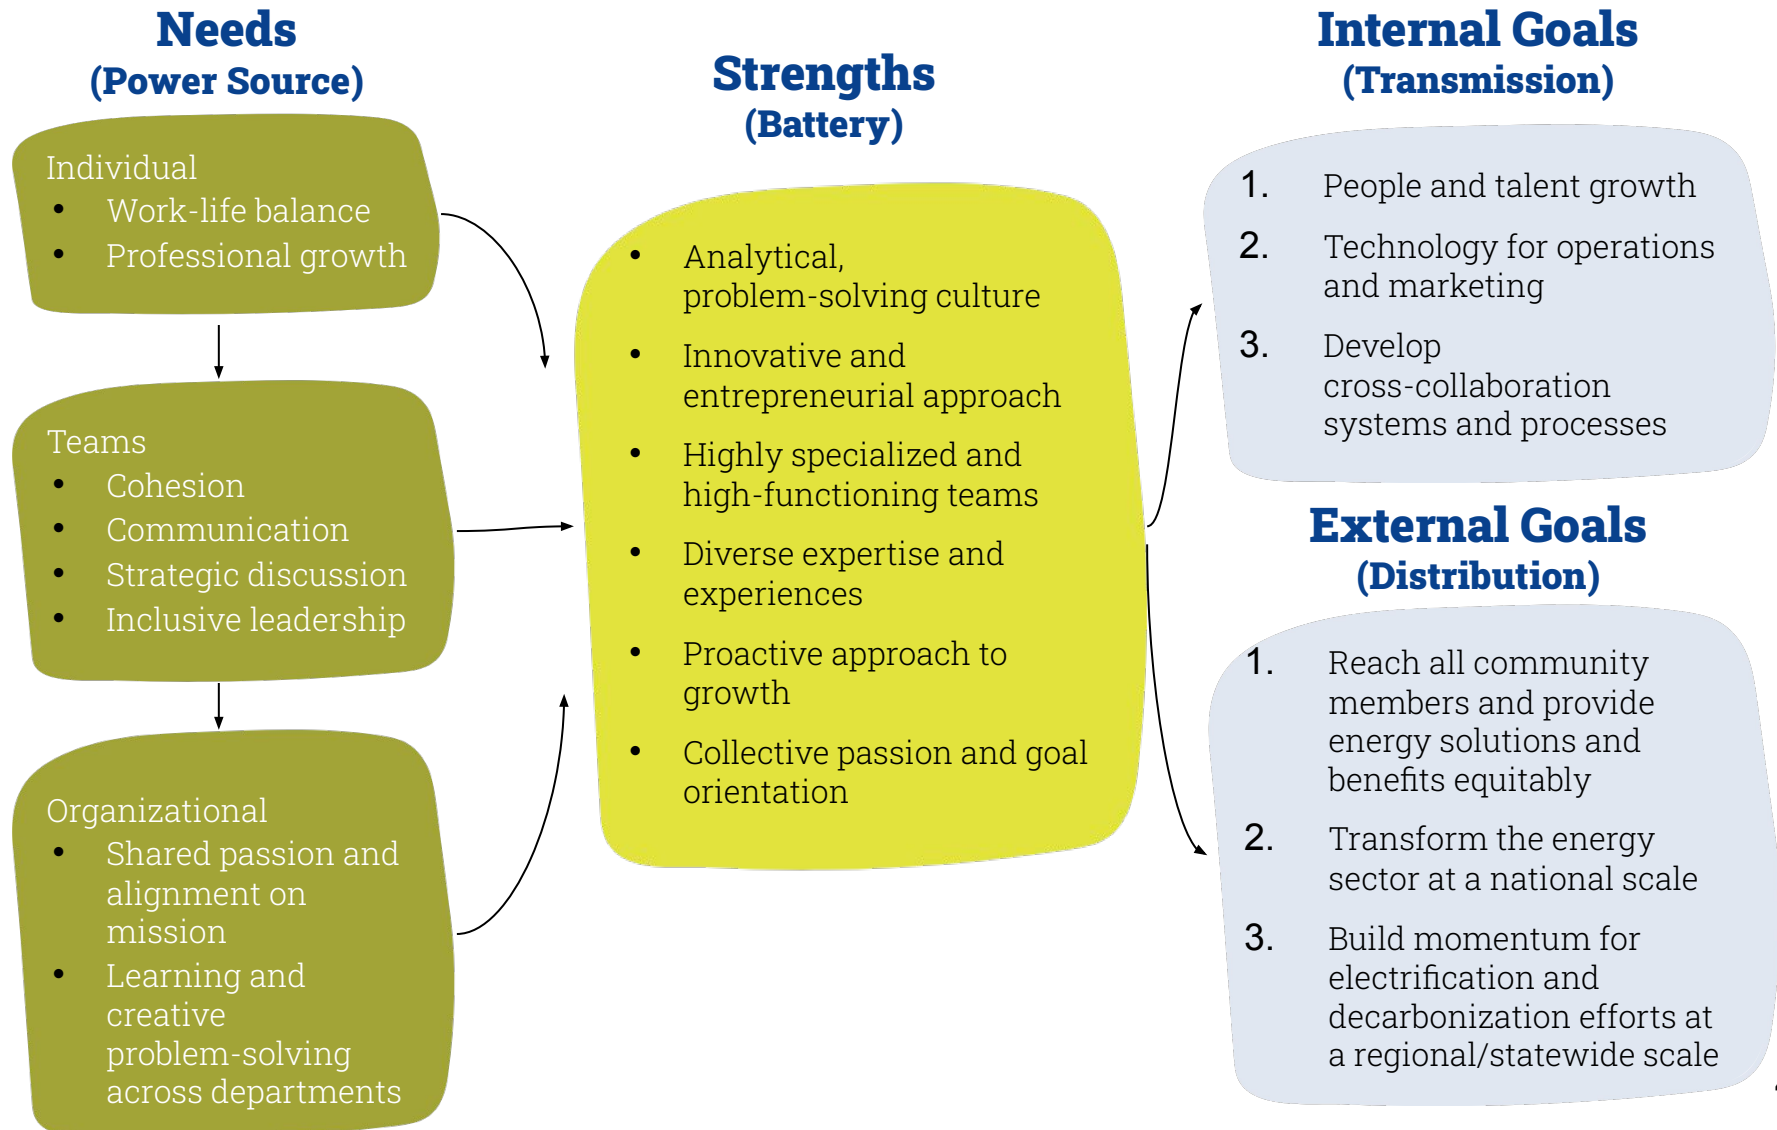 Needs
(Power Source)
Individual
• Work-life balance
• Professional growth
Teams
• Cohesion
• Communication
• Strategic discussion
• Inclusive leadership
Organizational
• Shared passion and
alignment on
mission
• Learning and
creative
problem-solving
across departments
Strengths
(Battery)
• Analytical,
problem-solving culture
• Innovative and
entrepreneurial approach
• Highly specialized and
high-functioning teams
• Diverse expertise and
experiences
• Proactive approach to
growth
• Collective passion and goal
orientation
Internal Goals
(Transmission)
1. People and talent growth
2. Technology for operations
and marketing
3. Develop
cross-collaboration
systems and processes
External Goals
(Distribution)
1. Reach all community
members and provide
energy solutions and
benefits equitably
2. Transform the energy
sector at a national scale
3. Build momentum for
electrification and
decarbonization efforts at
a regional/statewide scale